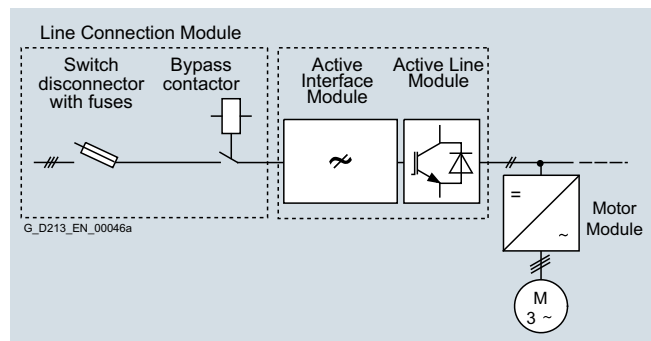 Line Connection Module
Switch
disconnector
with fuses
Bypass
contactor
Active
Interface
Module
Active Line
Module
G_D213_EN_00046a
=
~
Motor
Module
M
3 ~